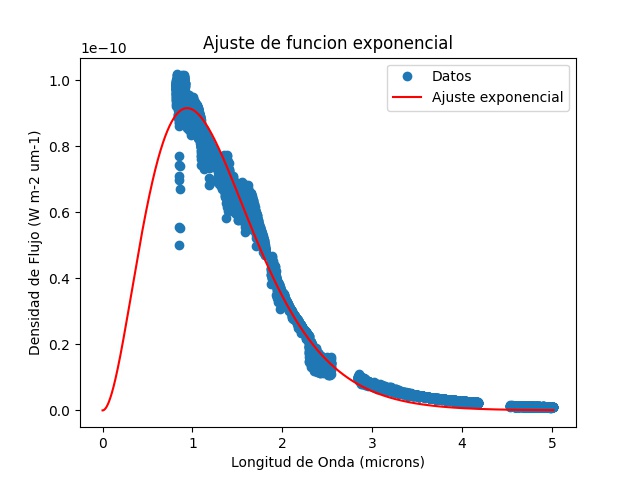 Ajuste de funcion exponencial
1e−10
Datos
Ajuste exponencial
1.0
0.8
0.6
0.4
0.2
0.0
Densidad de Flujo (W m-2 um-1)
0 1 2 3 4 5
Longitud de Onda (microns)